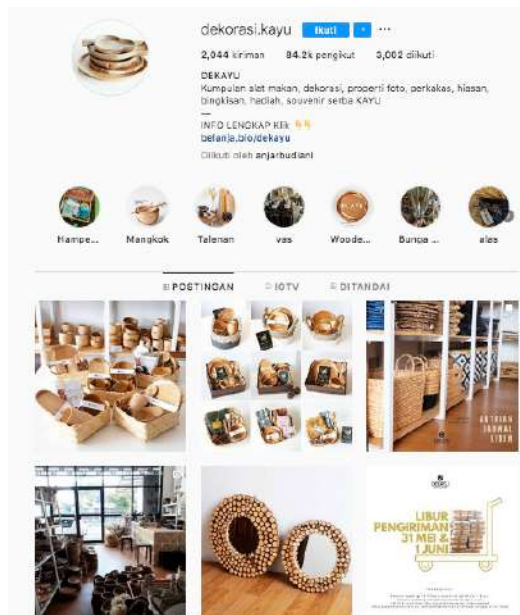 dekorasi.kayu Ikuti
2,044 kiriman 84.2k pengikut 3,002 diikuti
DEKAYU
Kumpulan alat makan, dekorasi, properti foto, perkakas, hiasan,
bingkisan, hadiah, souvenir serba KAYU
—
INFO LENGKAP Klik 👇👇
belanja.bio/dekayu
Diikuti oleh anjarbudiani
Hampe... Mangkok Talenan vas Woode... Bunga ... alas
POSTINGAN IGTV DITANDAI
ANTRIAN
JADWAL
LIBUR
PENGIRIMAN
31 MEI &
1 JUNI